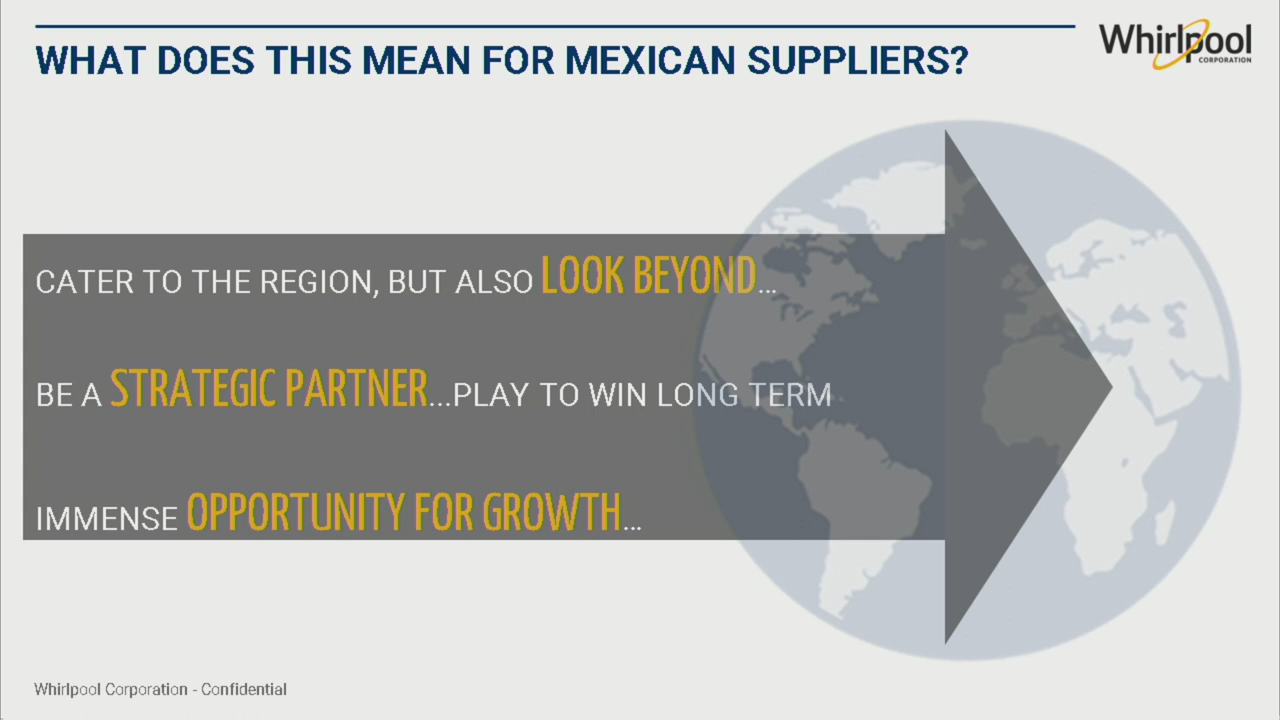 WHAT DOES THIS MEAN FOR MEXICAN SUPPLIERS?
Whirlpool
CORPORATION
CATER TO THE REGION, BUT ALSO LOOK BEYOND...
BE A STRATEGIC PARTNER...PLAY TO WIN LONG TERM
IMMENSE OPPORTUNITY FOR GROWTH...
Whirlpool Corporation - Confidential